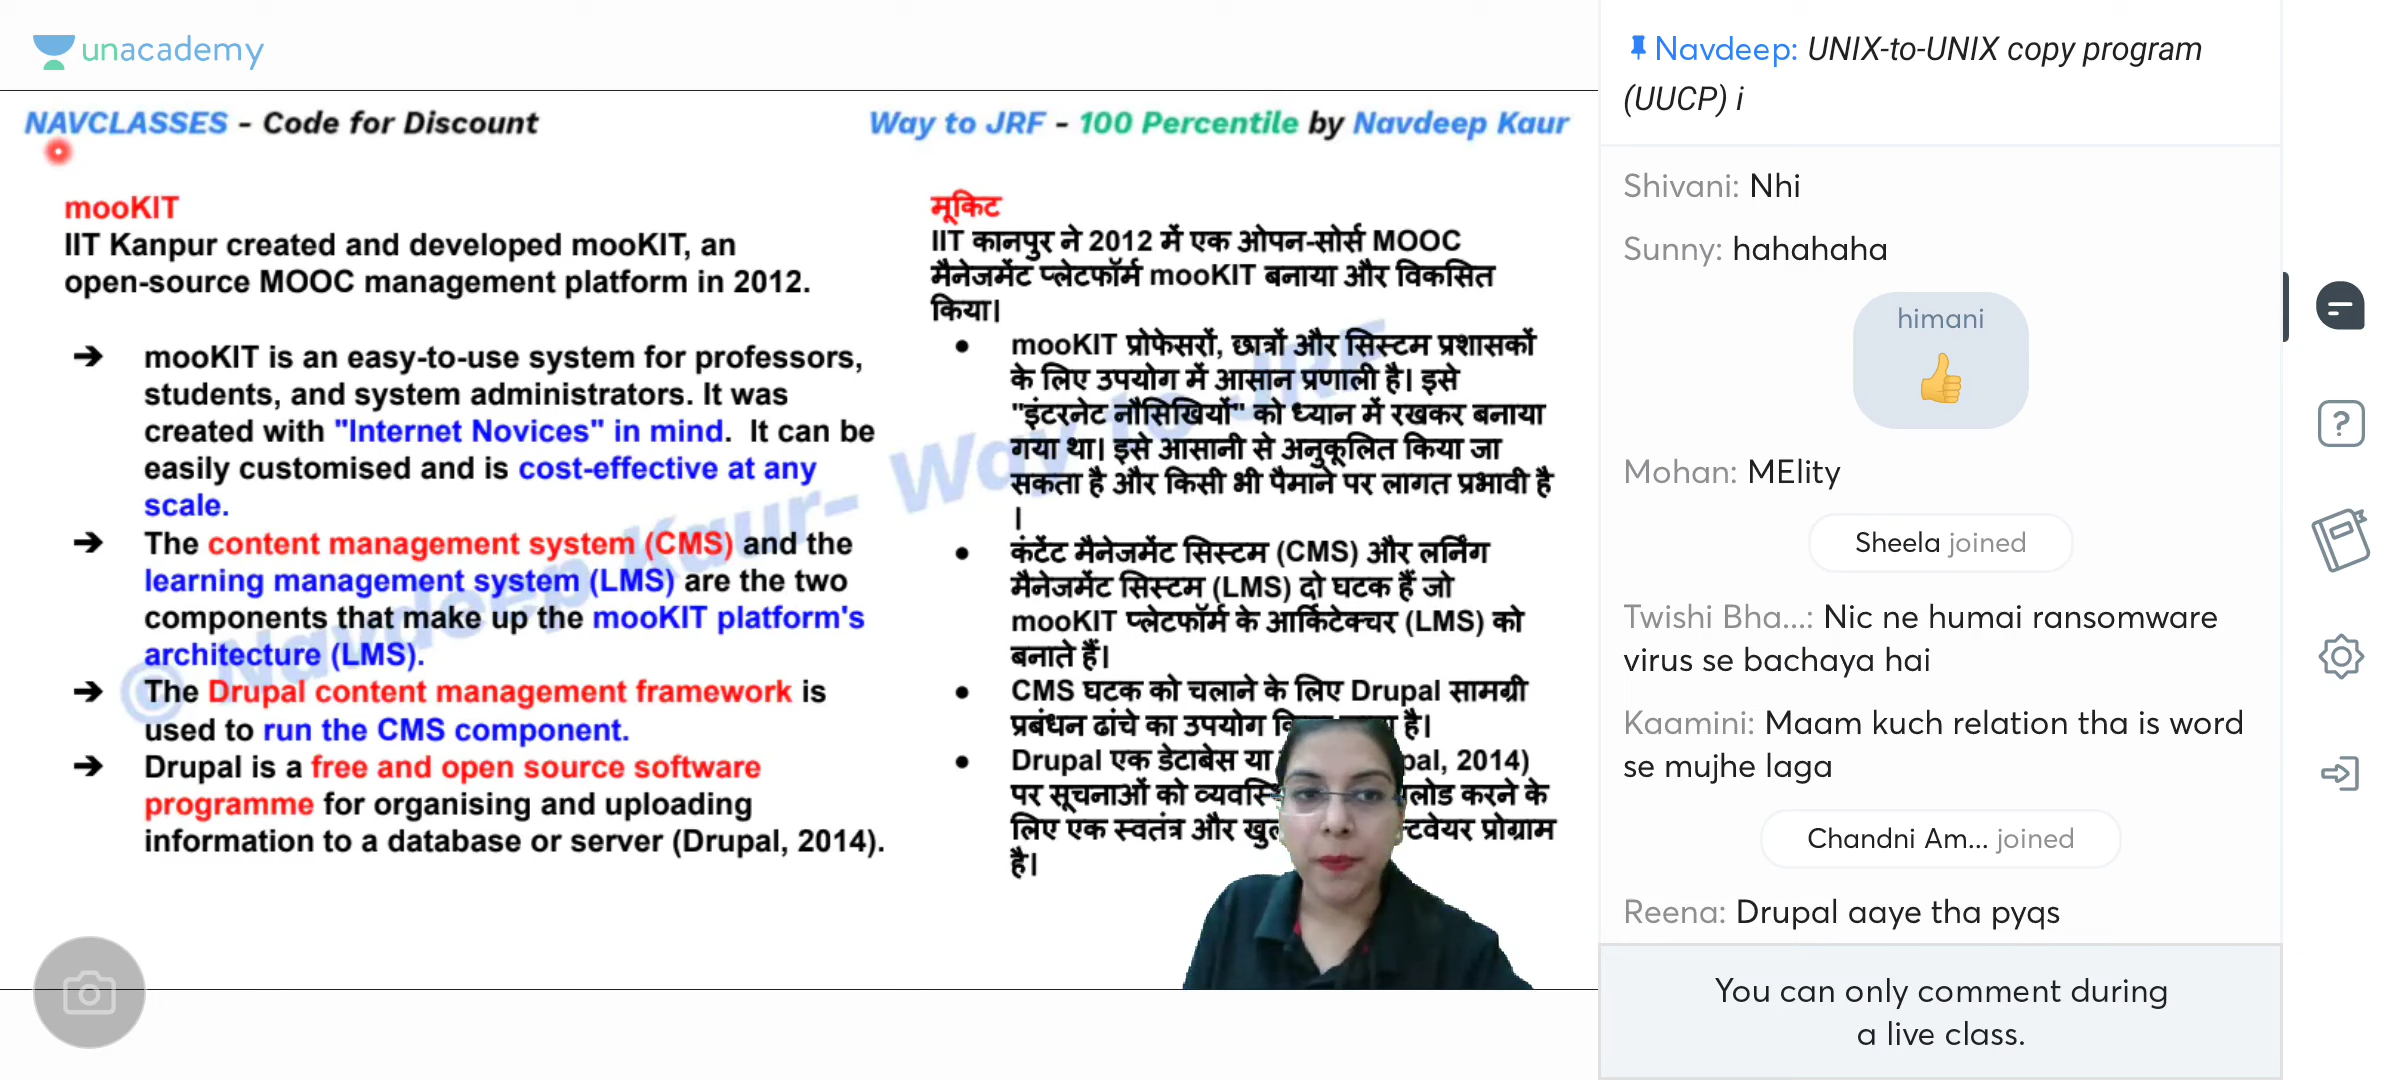 unacademy
NAVCLASSES - Code for Discount
Way to JRF - 100 Percentile by Navdeep Kaur
mooKIT
IIT Kanpur created and developed mooKIT, an
open-source MOOC management platform in 2012.
➔ mooKIT is an easy-to-use system for professors,
students, and system administrators. It was
created with "Internet Novices" in mind. It can be
easily customised and is cost-effective at any
scale.
➔ The content management system (CMS) and the
learning management system (LMS) are the two
components that make up the mooKIT platform's
architecture (LMS).
➔ The Drupal content management framework is
used to run the CMS component.
➔ Drupal is a free and open source software
programme for organising and uploading
information to a database or server (Drupal, 2014).
मूकिट
IIT कानपुर ने 2012 में एक ओपन-सोर्स MOOC
मैनेजमेंट प्लेटफॉर्म mooKIT बनाया और विकसित
किया।
● mooKIT प्रोफेसरों, छात्रों और सिस्टम प्रशासकों
के लिए उपयोग में आसान प्रणाली है। इसे
"इंटरनेट नौसिखियों" को ध्यान में रखकर बनाया
गया था। इसे आसानी से अनुकूलित किया जा
सकता है और किसी भी पैमाने पर लागत प्रभावी है
।
● कंटेंट मैनेजमेंट सिस्टम (CMS) और लर्निंग
मैनेजमेंट सिस्टम (LMS) दो घटक हैं जो
mooKIT प्लेटफॉर्म के आर्किटेक्चर (LMS) को
बनाते हैं।
● CMS घटक को चलाने के लिए Drupal सामग्री
प्रबंधन ढांचे का उपयोग है।
● Drupal एक डेटाबेस या pal, 2014)
पर सूचनाओं को करने के
लिए एक स्वतंत्र और प्रोग्राम
है।
© Navdeep Kaur- Way to JRF
Navdeep: UNIX-to-UNIX copy program
(UUCP) i
Shivani: Nhi
Sunny: hahahaha
himani
👍
Mohan: MElity
Sheela joined
Twishi Bha...: Nic ne humai ransomware
virus se bachaya hai
Kaamini: Maam kuch relation tha is word
se mujhe laga
Chandni Am... joined
Reena: Drupal aaye tha pyqs
You can only comment during
a live class.